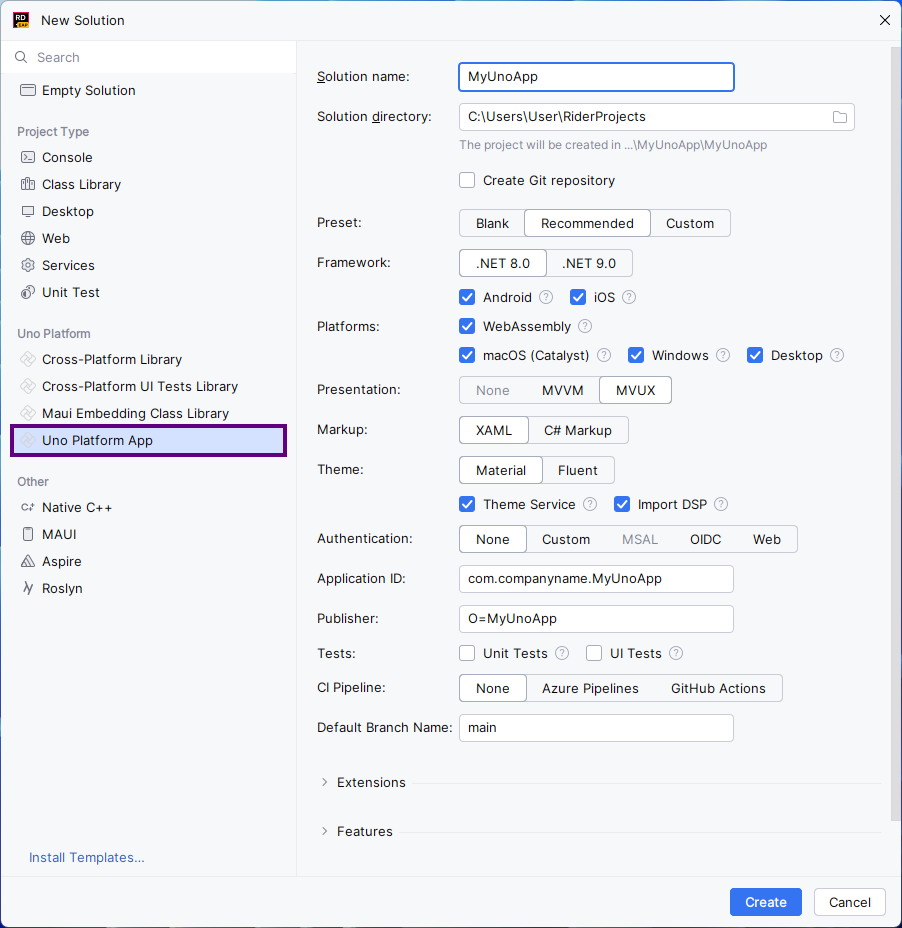 New Solution
Search
Empty Solution
Project Type
Console
Class Library
Desktop
Web
Services
Unit Test
Uno Platform
Cross-Platform Library
Cross-Platform UI Tests Library
Maui Embedding Class Library
Uno Platform App
Other
Native C++
MAUI
Aspire
Roslyn
Install Templates...
Solution name: MyUnoApp
Solution directory: C:\Users\User\RiderProjects
The project will be created in ...\MyUnoApp\MyUnoApp
Create Git repository
Preset: Blank Recommended Custom
Framework: .NET 8.0 .NET 9.0
Android ? iOS ?
Platforms: WebAssembly ?
macOS (Catalyst) ? Windows ? Desktop ?
Presentation: None MVVM MVUX
Markup: XAML C# Markup
Theme: Material Fluent
Theme Service ? Import DSP ?
Authentication: None Custom MSAL OIDC Web
Application ID: com.companyname.MyUnoApp
Publisher: O=MyUnoApp
Tests: Unit Tests ? UI Tests ?
CI Pipeline: None Azure Pipelines GitHub Actions
Default Branch Name: main
Extensions
Features
Create Cancel